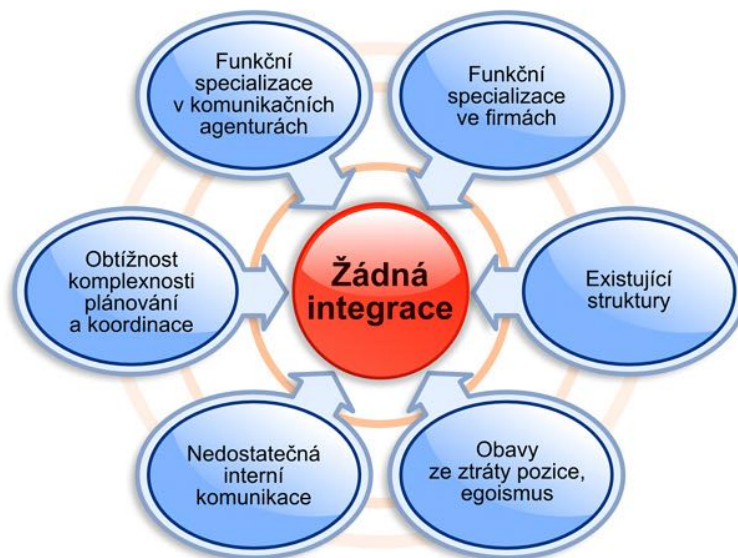 Funkční
specializace
v komunikačních
agenturách
Funkční
specializace
ve firmách
Obtížnost
komplexnosti
plánování
a koordinace
Žádná
integrace
Existující
struktury
Nedostatečná
interní
komunikace
Obavy
ze ztráty pozice,
egoismus